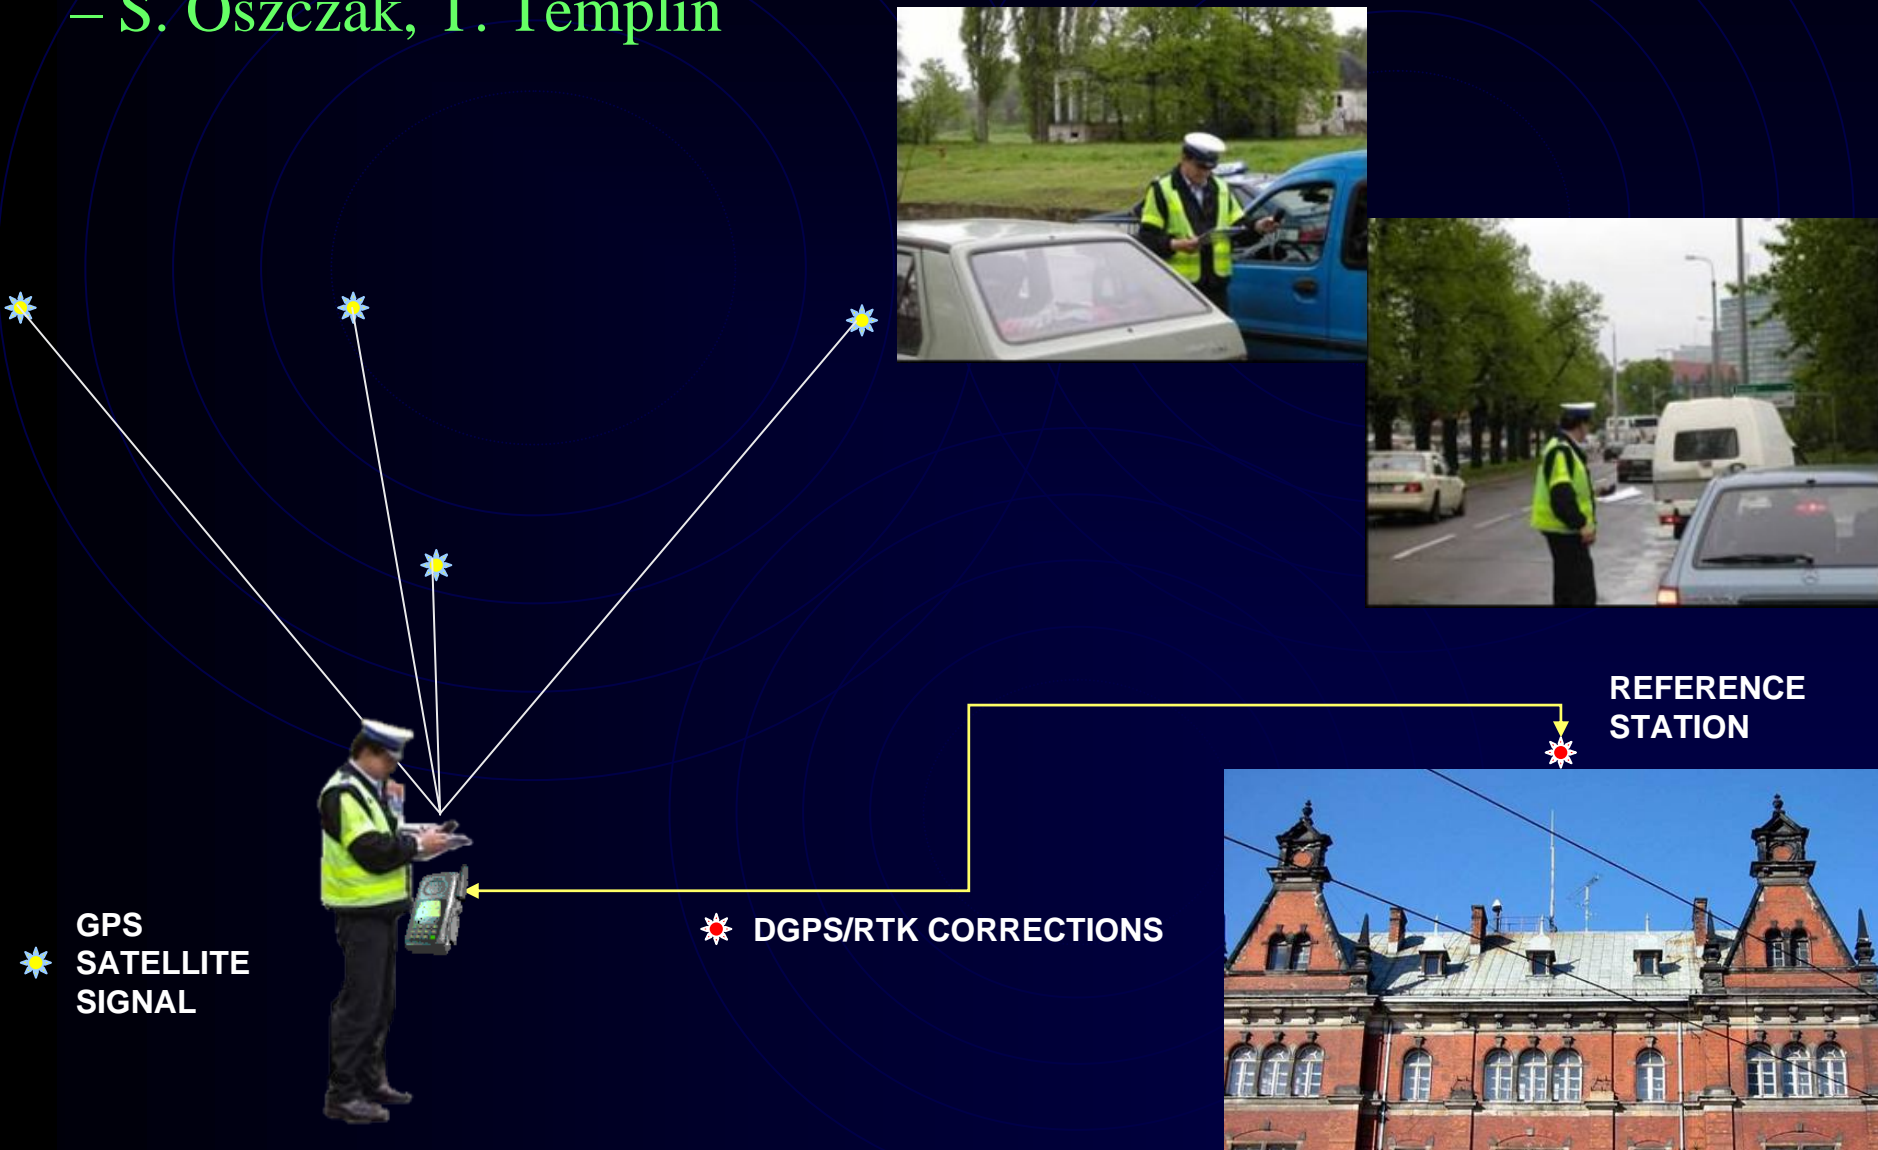 – S. Oszczak, T. Templin
REFERENCE
STATION
DGPS/RTK CORRECTIONS
GPS
SATELLITE
SIGNAL